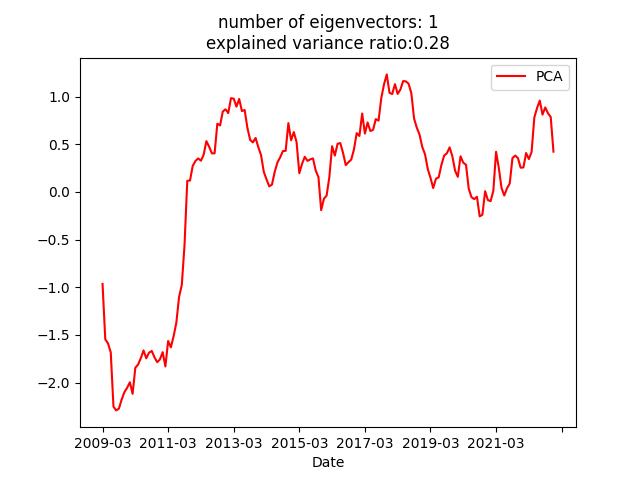 number of eigenvectors: 1
explained variance ratio:0.28
PCA
1.0
0.5
0.0
−0.5
−1.0
−1.5
−2.0
2009-03 2011-03 2013-03 2015-03 2017-03 2019-03 2021-03
Date